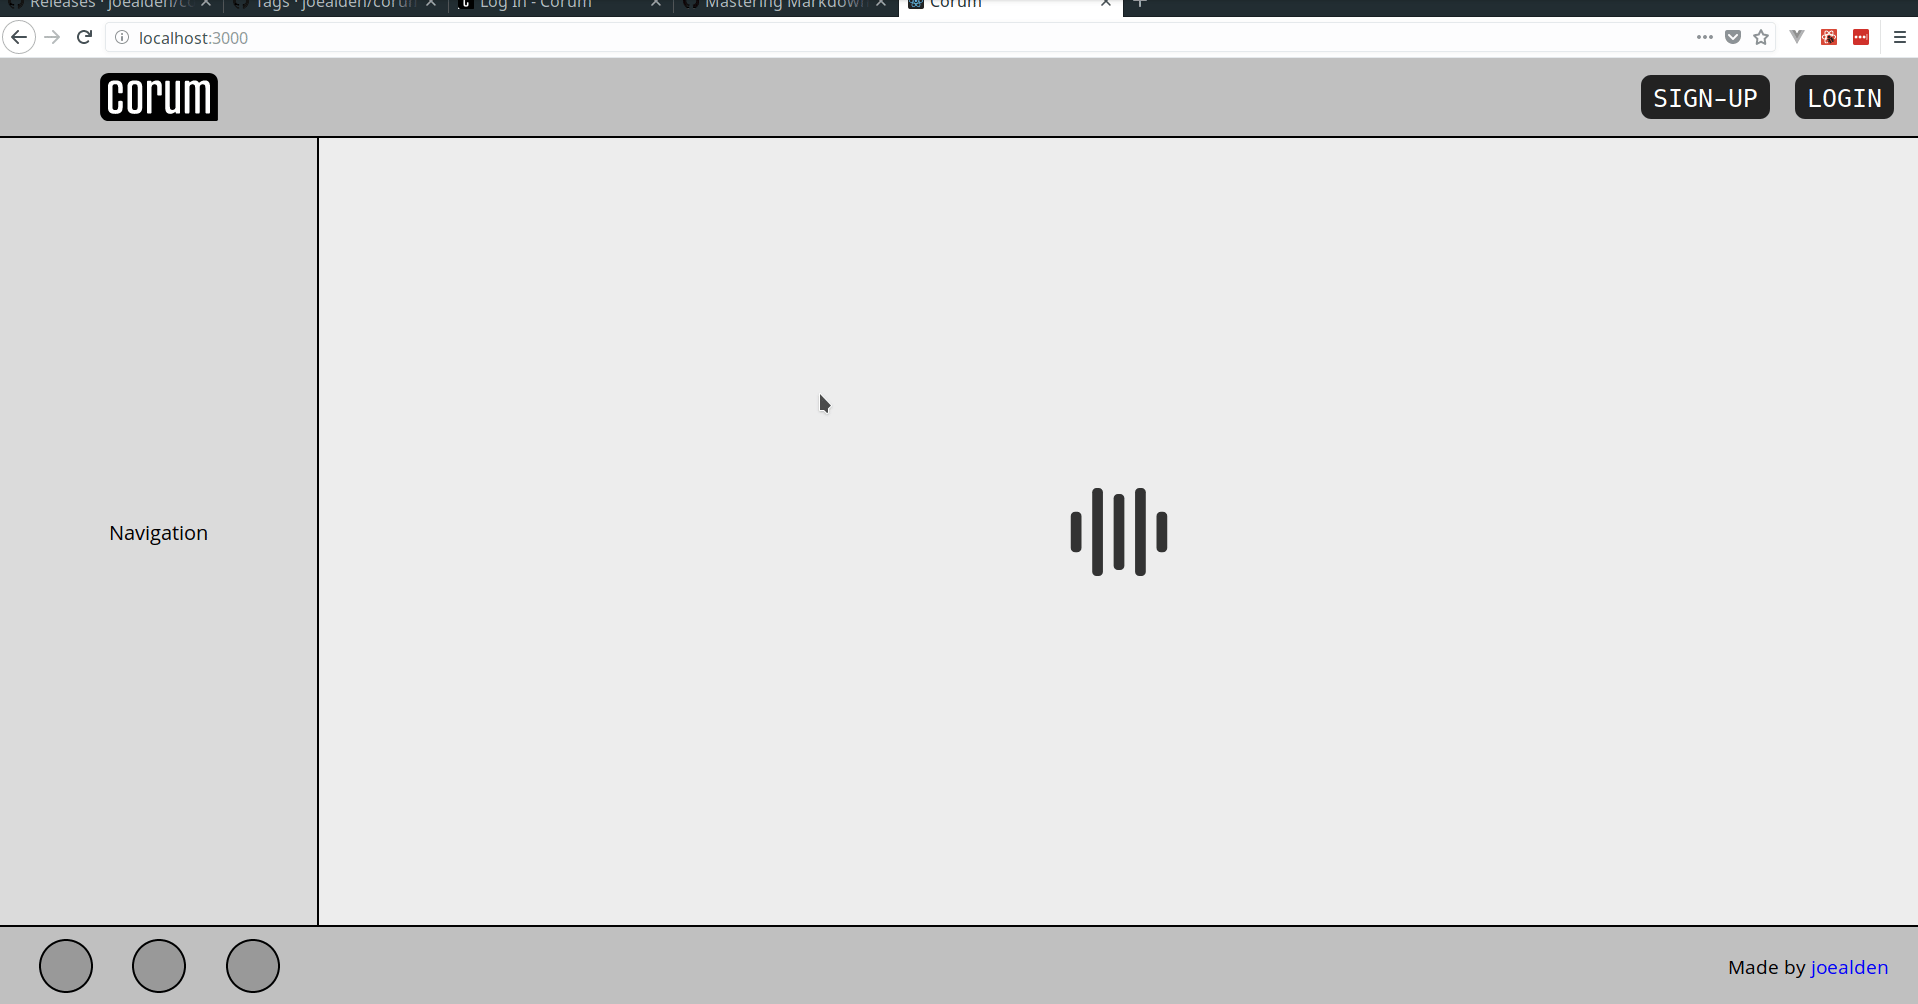 Releases · joealden/co
Tags · joealden/corum
Log In - Corum
Mastering Markdown
Corum
localhost:3000
corum
SIGN-UP
LOGIN
Navigation
Made by joealden